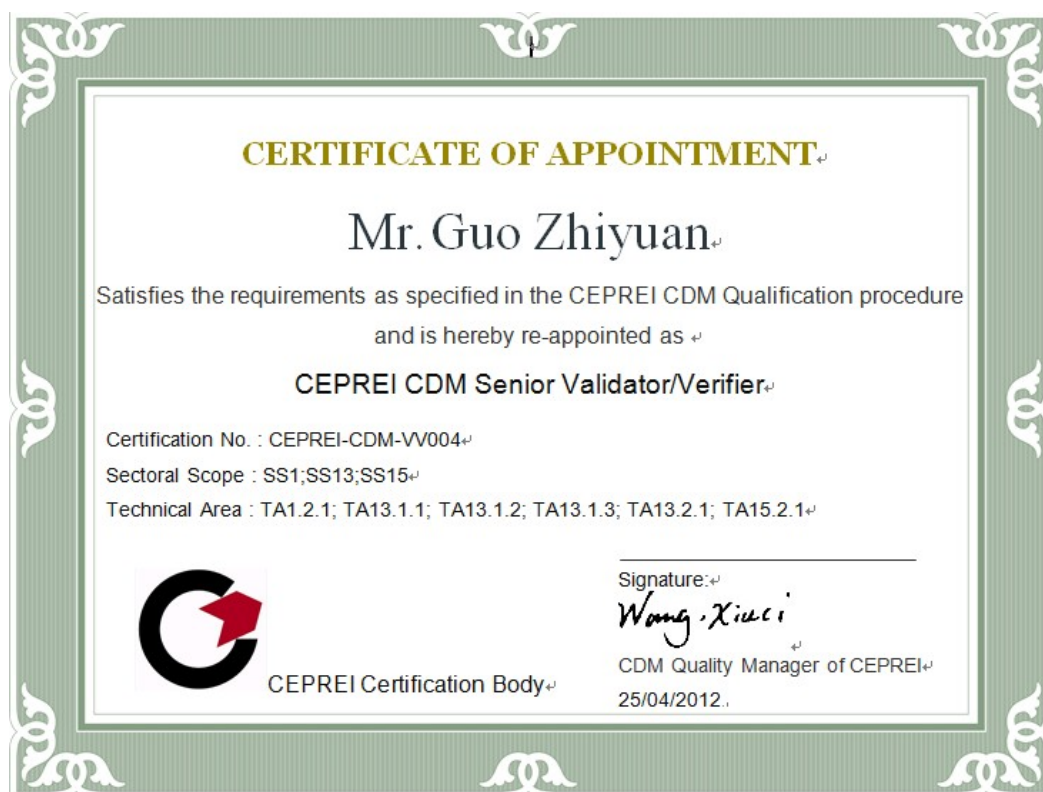 CERTIFICATE OF APPOINTMENT
Mr. Guo Zhiyuan
Satisfies the requirements as specified in the CEPREI CDM Qualification procedure
and is hereby re-appointed as
CEPREI CDM Senior Validator/Verifier
Certification No. : CEPREI-CDM-VV004
Sectoral Scope : SS1;SS13;SS15
Technical Area : TA1.2.1; TA13.1.1; TA13.1.2; TA13.1.3; TA13.2.1; TA15.2.1
Signature:
Wang. Xiuci
CDM Quality Manager of CEPREI
CEPREI Certification Body
25/04/2012